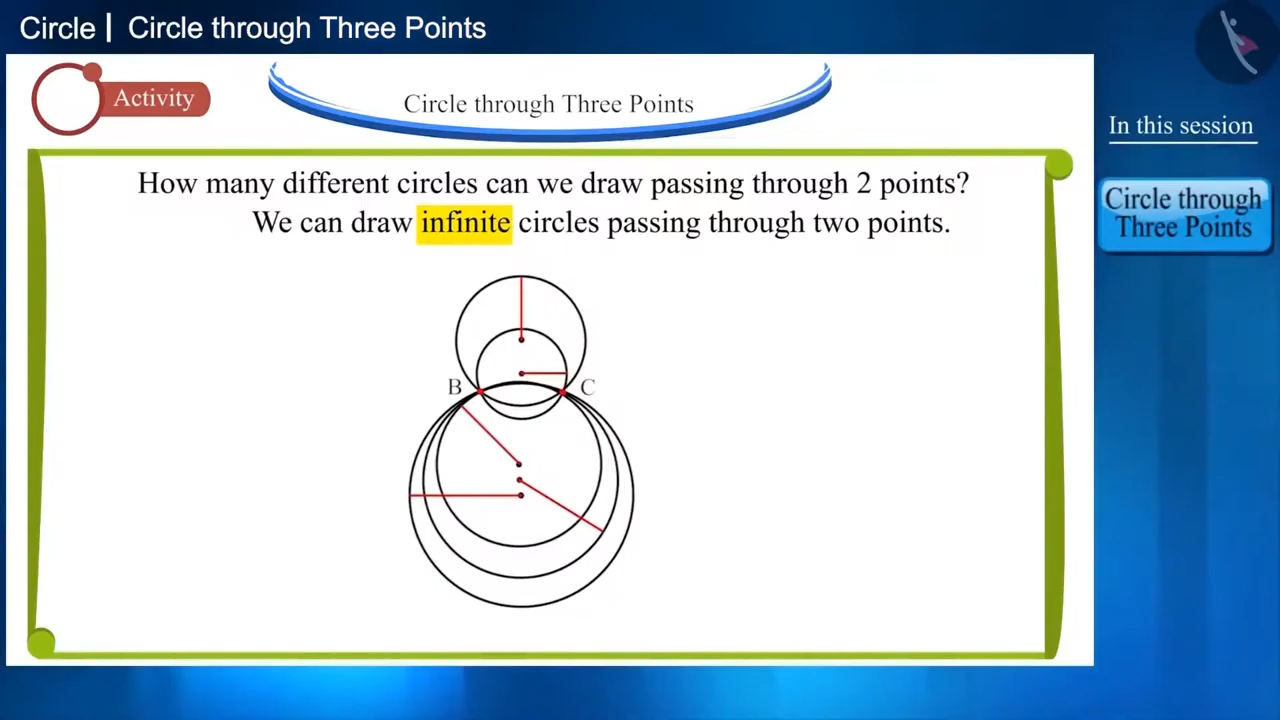 Circle | Circle through Three Points
Activity
Circle through Three Points
In this session
Circle through
Three Points
How many different circles can we draw passing through 2 points?
We can draw infinite circles passing through two points.
B
C